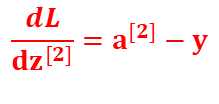 dL
dz[2] = a[2] − y